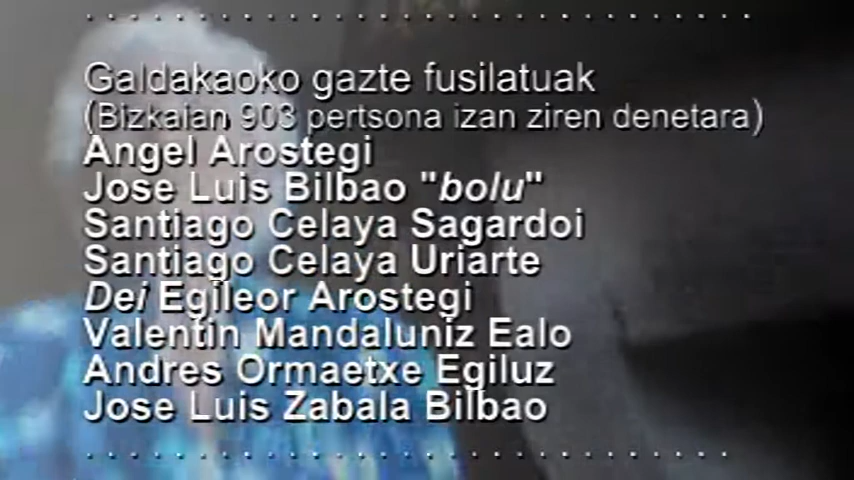 Galdakaoko gazte fusilatuak
(Bizkaian 903 pertsona izan ziren denetara)
Angel Arostegi
Jose Luis Bilbao "bolu"
Santiago Celaya Sagardoi
Santiago Celaya Uriarte
Dei Egileor Arostegi
Valentin Mandaluniz Ealo
Andres Ormaetxe Egiluz
Jose Luis Zabala Bilbao